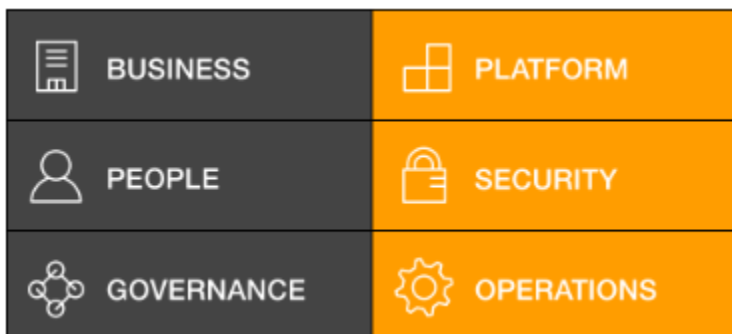 BUSINESS
PLATFORM
PEOPLE
SECURITY
GOVERNANCE
OPERATIONS